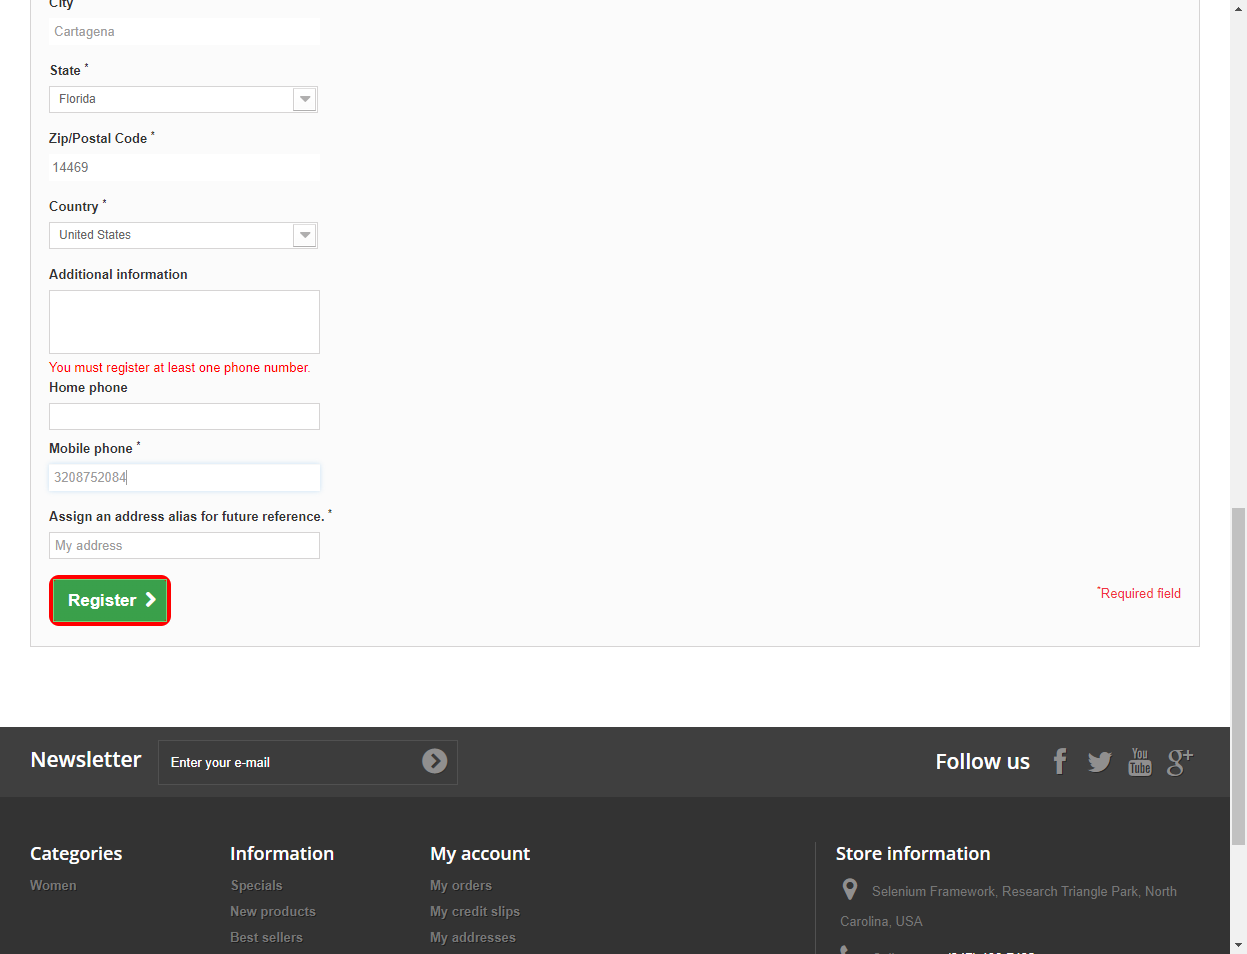 City
Cartagena
State *
Florida
Zip/Postal Code *
14469
Country *
United States
Additional information
You must register at least one phone number.
Home phone
Mobile phone *
3208752084
Assign an address alias for future reference. *
My address
Register
*Required field
Newsletter
Enter your e-mail
Follow us
You
Tube
g+
Categories
Information
My account
Store information
Women
Specials
My orders
Selenium Framework, Research Triangle Park, North
Carolina, USA
New products
My credit slips
Best sellers
My addresses